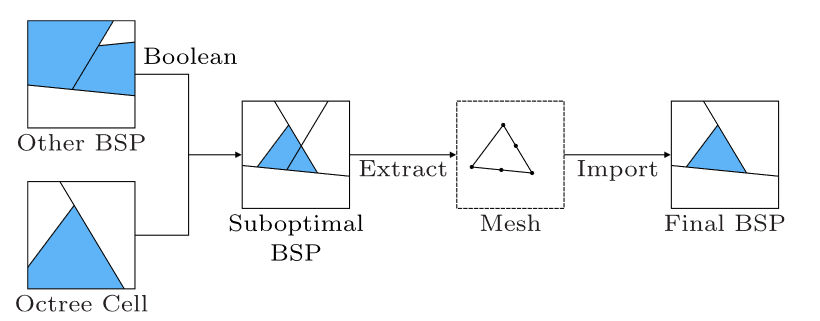 Boolean
Other BSP
Octree Cell
Suboptimal
BSP
Extract
Mesh
Import
Final BSP